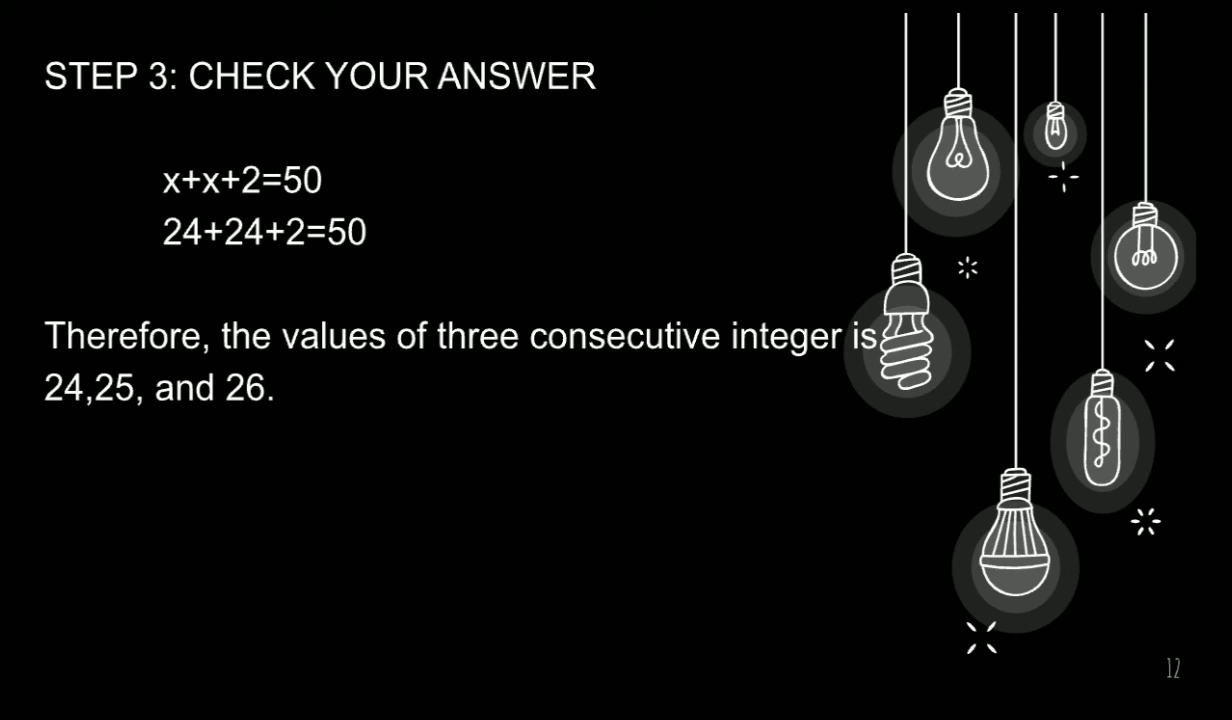 STEP 3: CHECK YOUR ANSWER
x+x+2=50
24+24+2=50
Therefore, the values of three consecutive integer is
24,25, and 26.
12